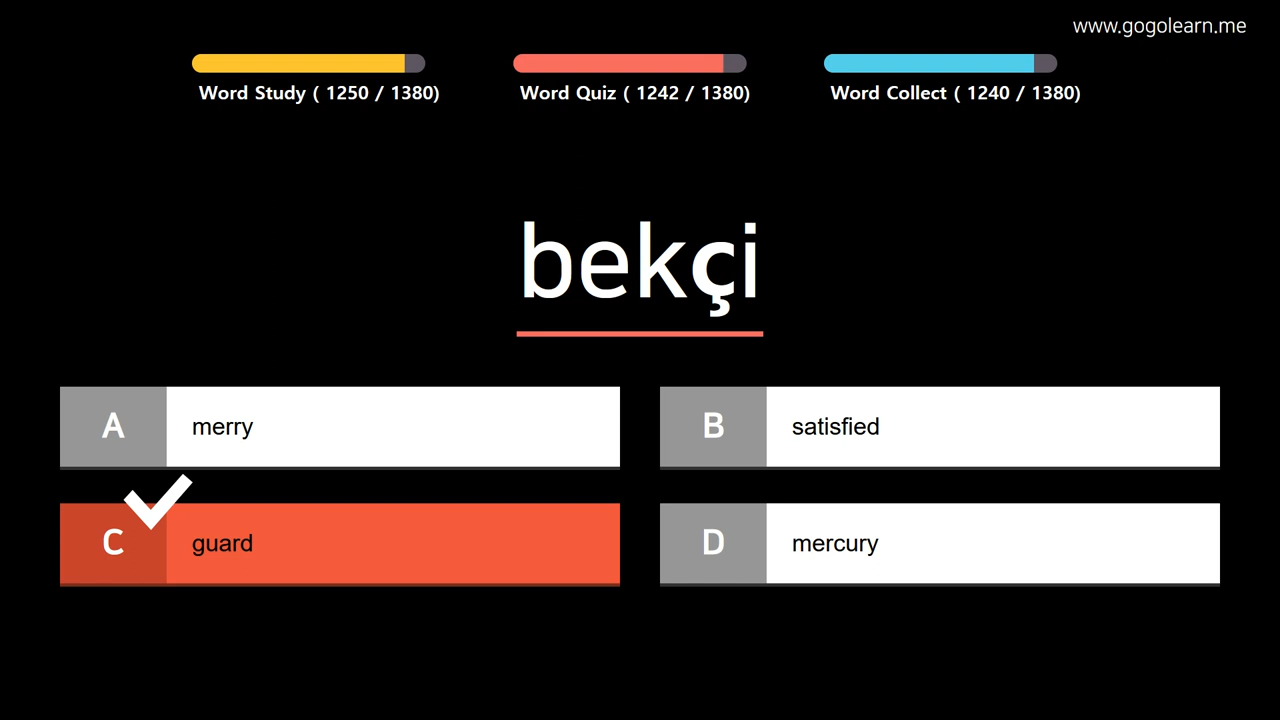 www.gogolearn.me
Word Study ( 1250 / 1380)
Word Quiz ( 1242 / 1380)
Word Collect ( 1240 / 1380)
bekçi
A merry
B satisfied
C guard
D mercury